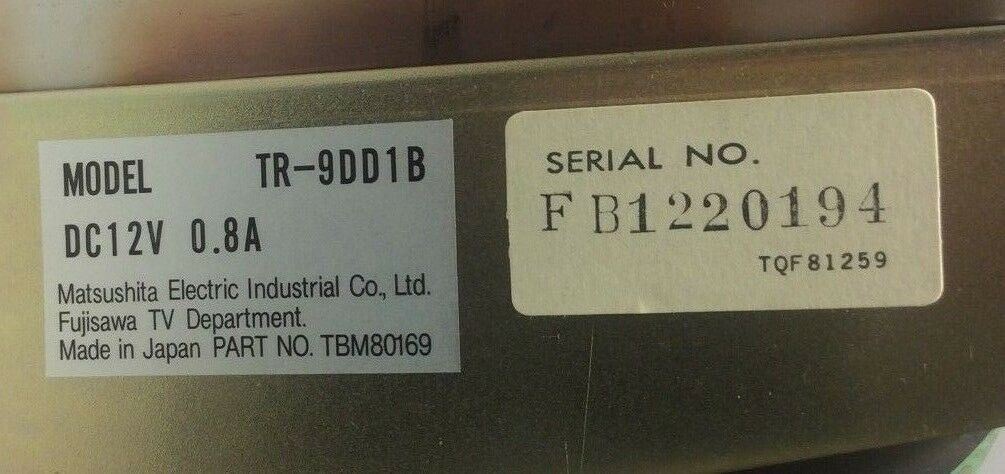 MODEL TR-9DD1B
DC12V 0.8A
Matsushita Electric Industrial Co., Ltd.
Fujisawa TV Department.
Made in Japan PART NO. TBM80169
SERIAL NO.
FB1220194
TQF81259